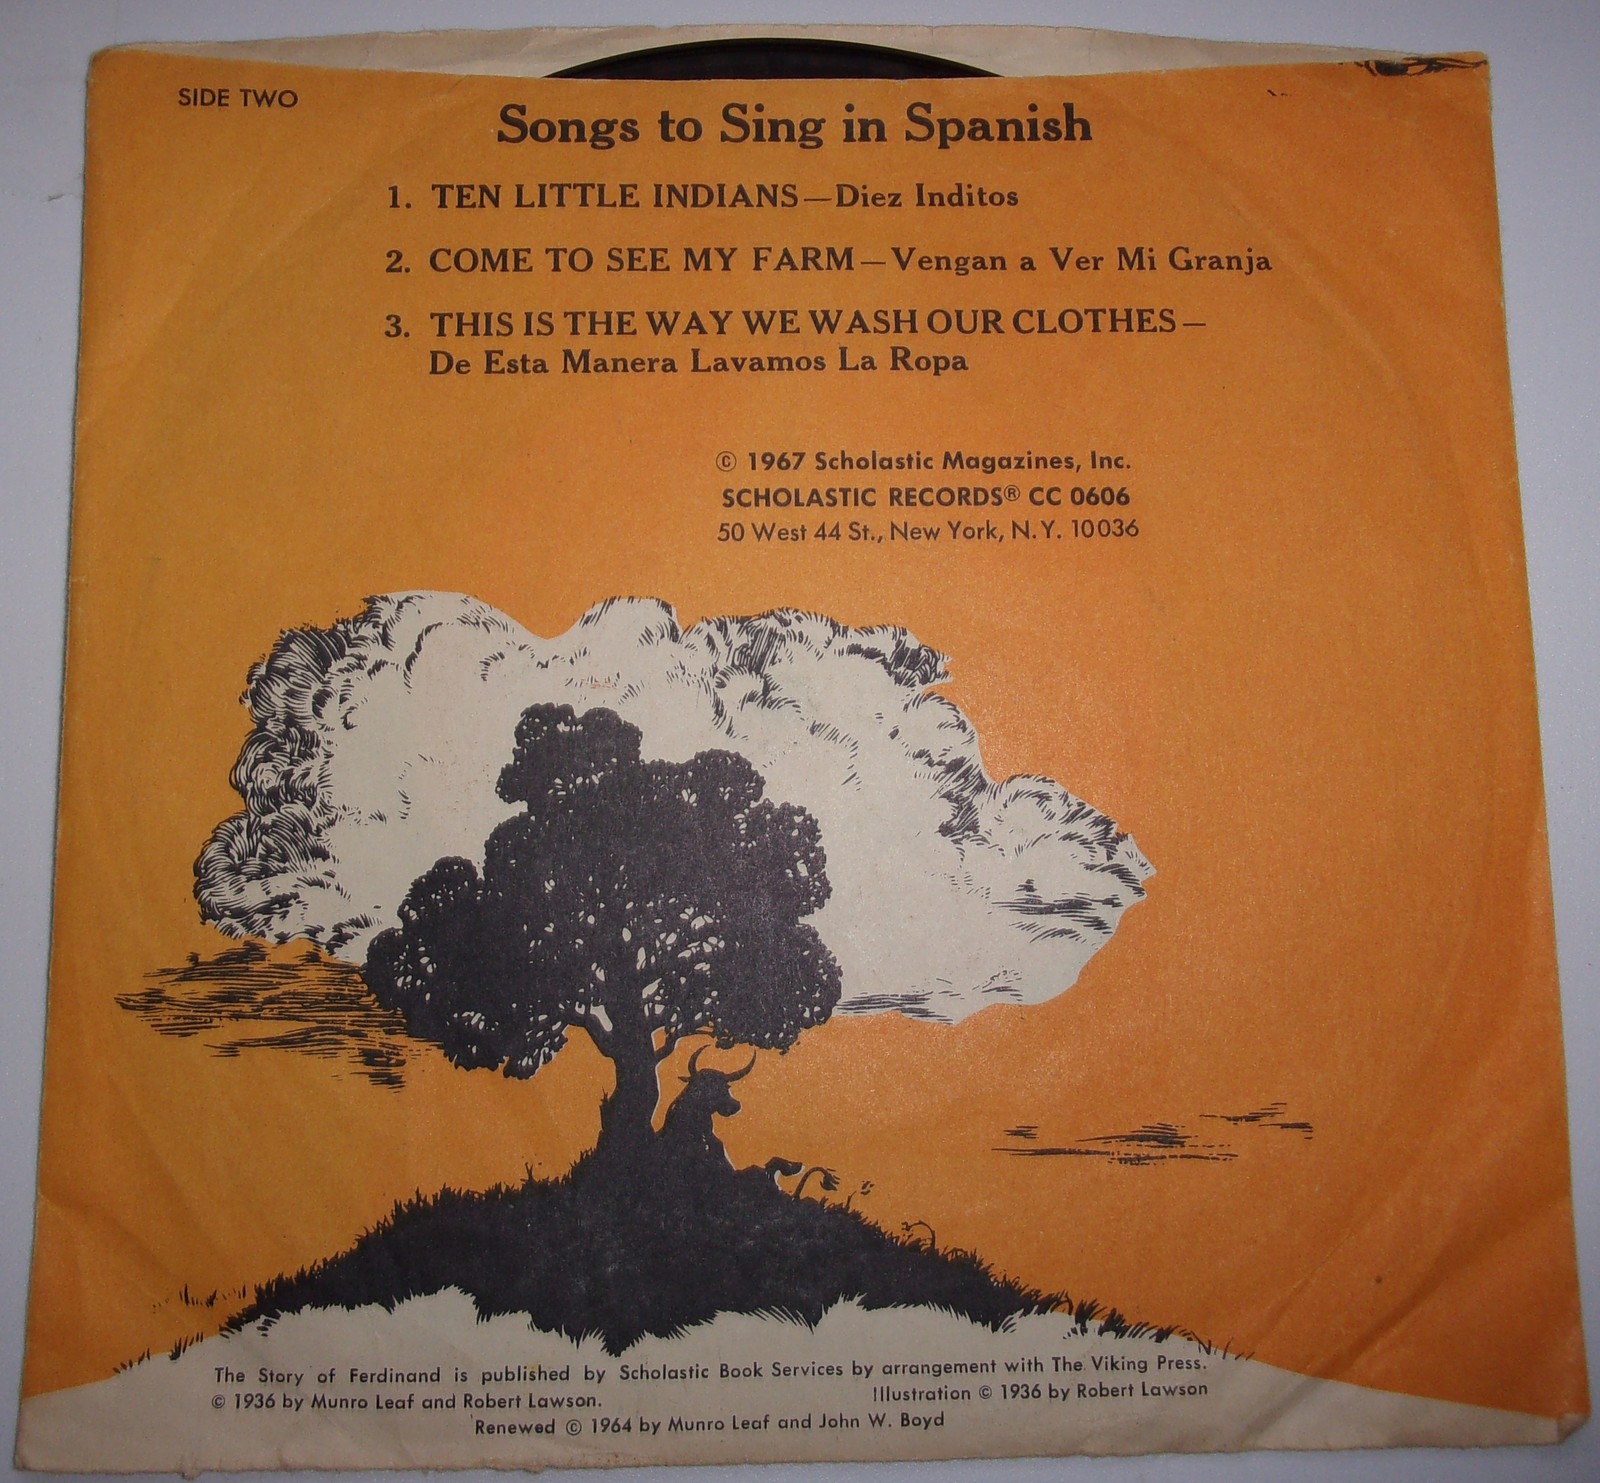 SIDE TWO
Songs to Sing in Spanish
1. TEN LITTLE INDIANS—Diez Inditos
2. COME TO SEE MY FARM—Vengan a Ver Mi Granja
3. THIS IS THE WAY WE WASH OUR CLOTHES—
De Esta Manera Lavamos La Ropa
© 1967 Scholastic Magazines, Inc.
SCHOLASTIC RECORDS® CC 0606
50 West 44 St., New York, N.Y. 10036
The Story of Ferdinand is published by Scholastic Book Services by arrangement with The Viking Press.
© 1936 by Munro Leaf and Robert Lawson. Illustration © 1936 by Robert Lawson
Renewed © 1964 by Munro Leaf and John W. Boyd